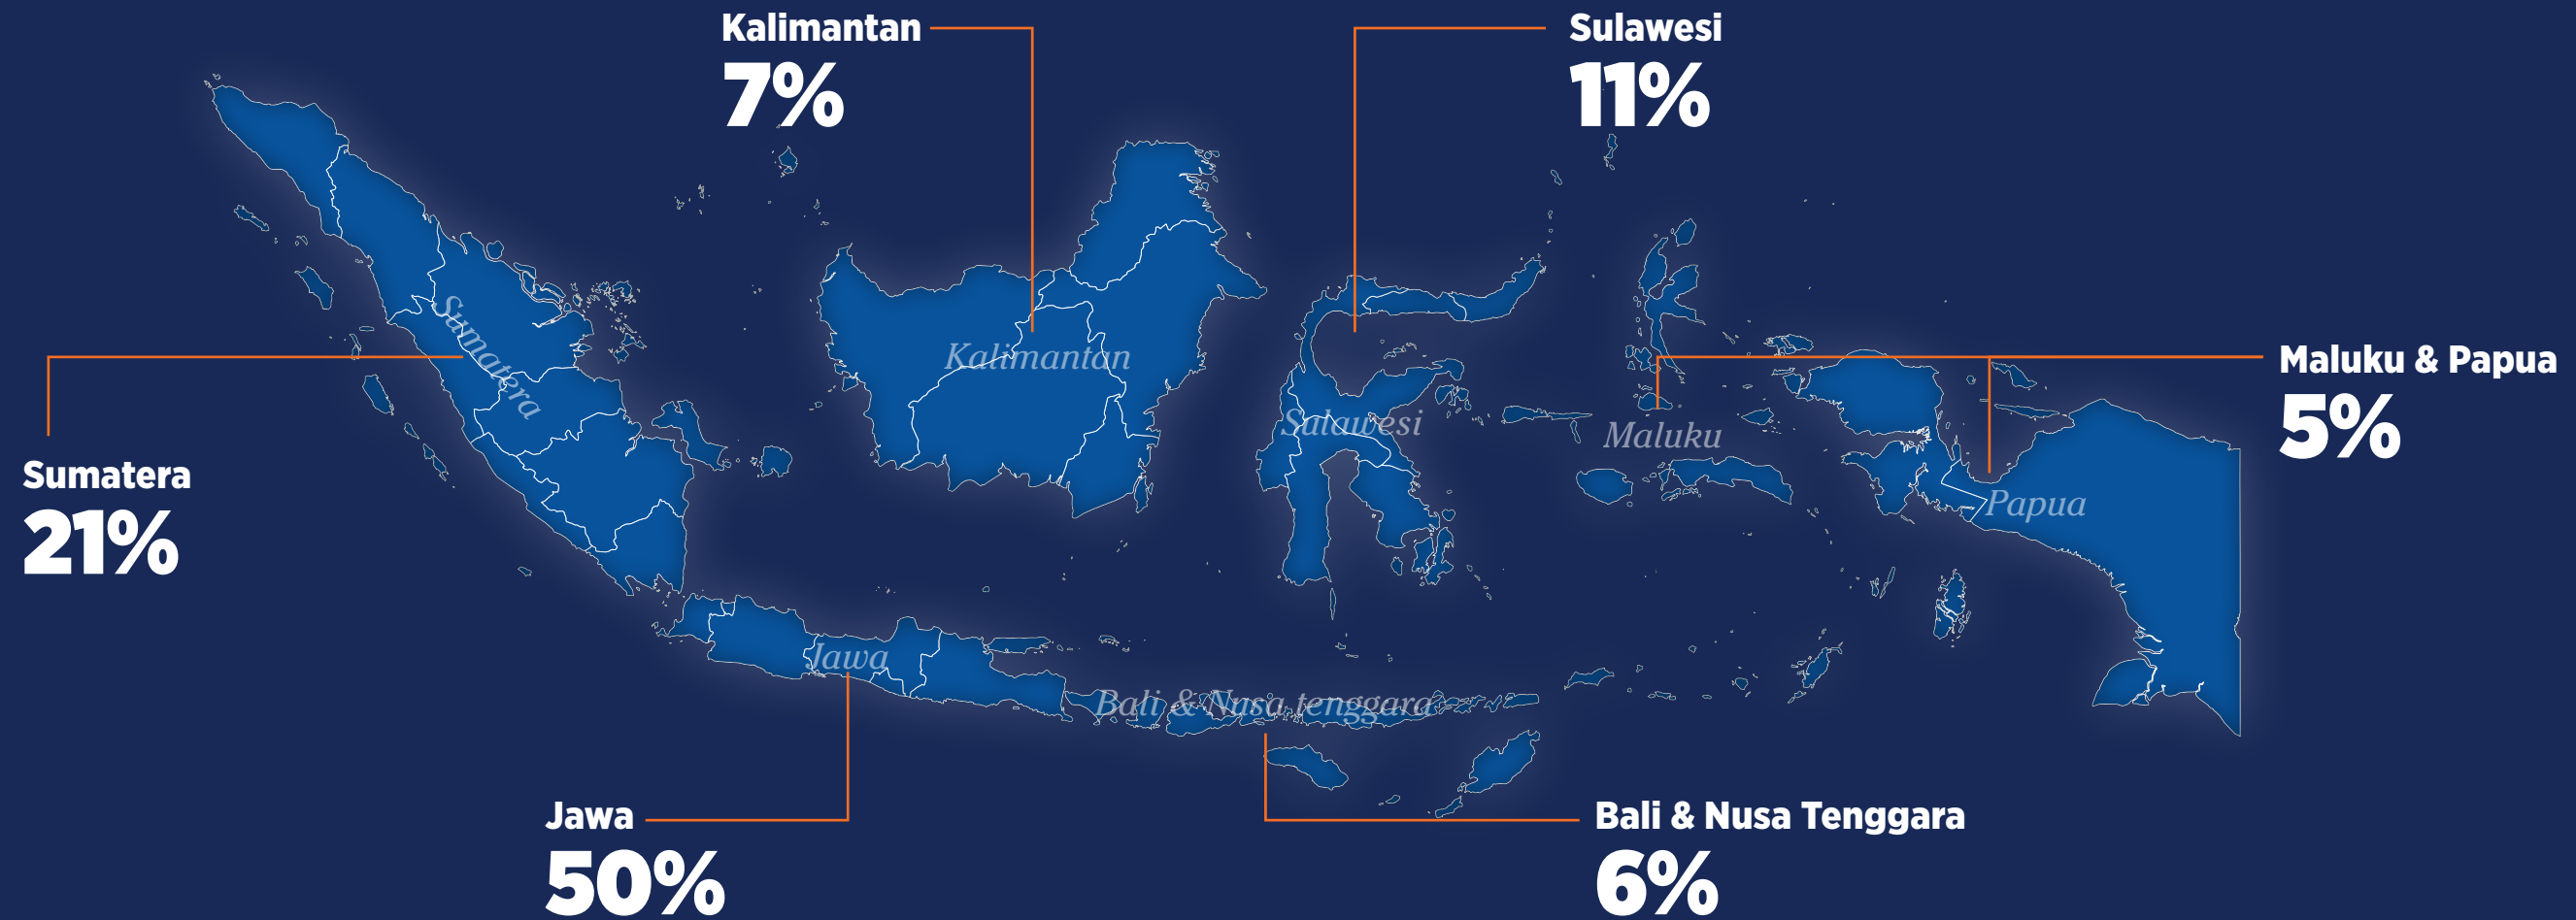 Kalimantan
7%
Sulawesi
11%
Sumatera
Kalimantan
Sulawesi
Maluku
Papua
Maluku & Papua
5%
Sumatera
21%
Jawa
Bali & Nusa tenggara
Jawa
50%
Bali & Nusa Tenggara
6%